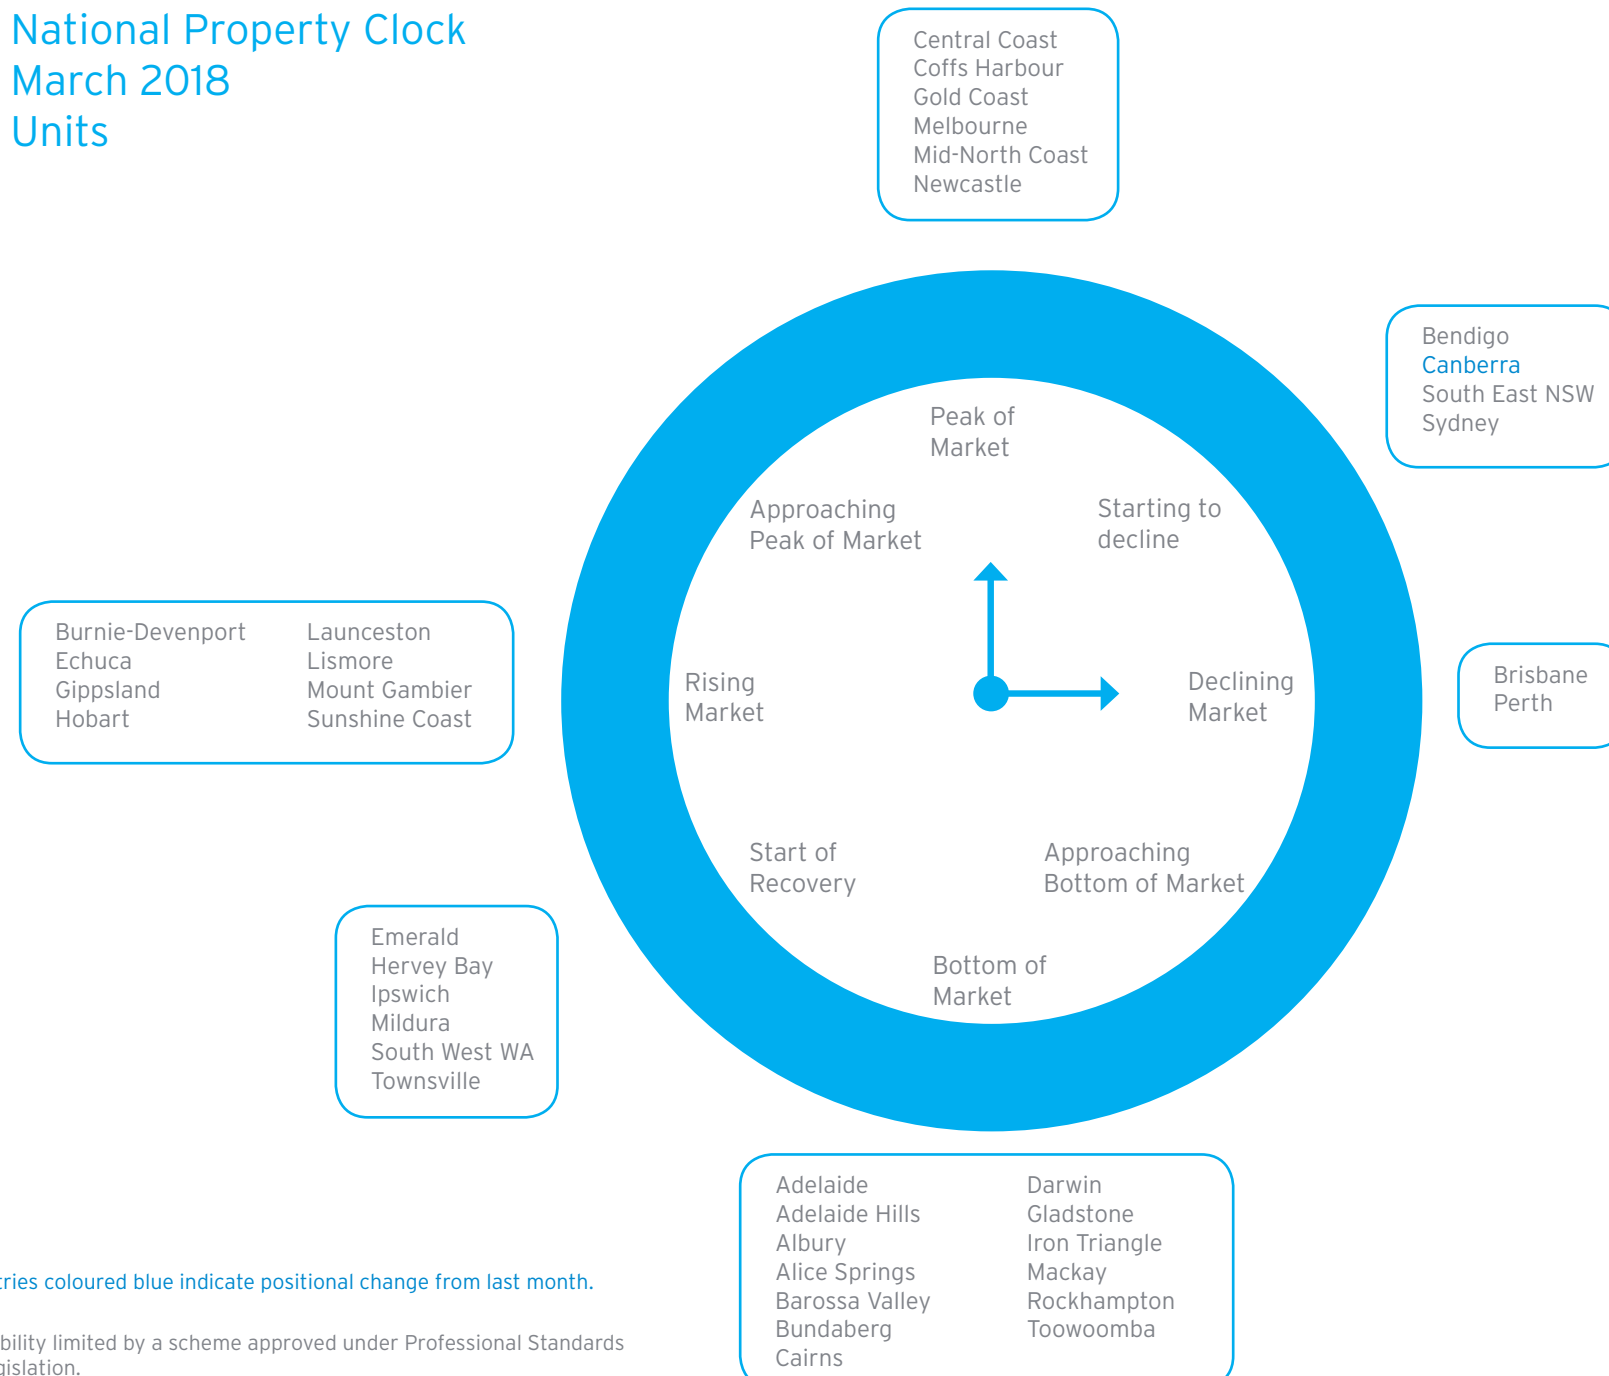 National Property Clock
March 2018
Units
Central Coast
Coffs Harbour
Gold Coast
Melbourne
Mid-North Coast
Newcastle
Bendigo
Canberra
South East NSW
Sydney
Peak of
Market
Approaching
Peak of Market
Starting to
decline
Burnie-Devenport
Echuca
Gippsland
Hobart
Launceston
Lismore
Mount Gambier
Sunshine Coast
Rising
Market
Declining
Market
Brisbane
Perth
Start of
Recovery
Approaching
Bottom of Market
Emerald
Hervey Bay
Ipswich
Mildura
South West WA
Townsville
Bottom of
Market
Adelaide
Adelaide Hills
Albury
Alice Springs
Barossa Valley
Bundaberg
Cairns
Darwin
Gladstone
Iron Triangle
Mackay
Rockhampton
Toowoomba
tries coloured blue indicate positional change from last month.
bility limited by a scheme approved under Professional Standards
gislation.